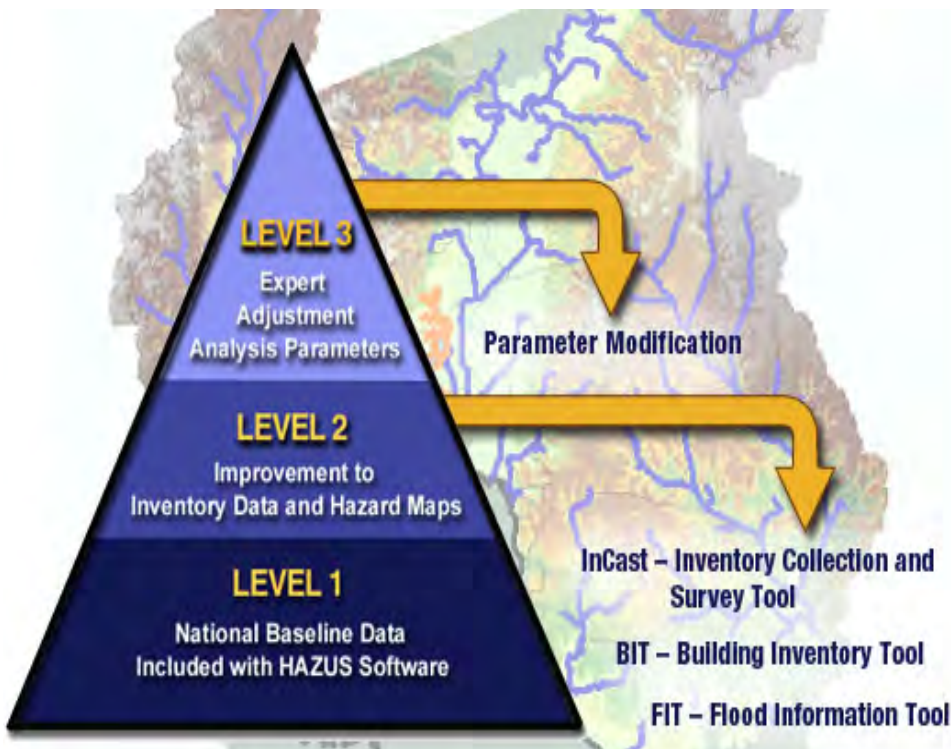 LEVEL 3
Expert
Adjustment
Analysis Parameters
Parameter Modification
LEVEL 2
Improvement to
Inventory Data and Hazard Maps
InCast – Inventory Collection and
Survey Tool
BIT – Building Inventory Tool
FIT – Flood Information Tool
LEVEL 1
National Baseline Data
Included with HAZUS Software